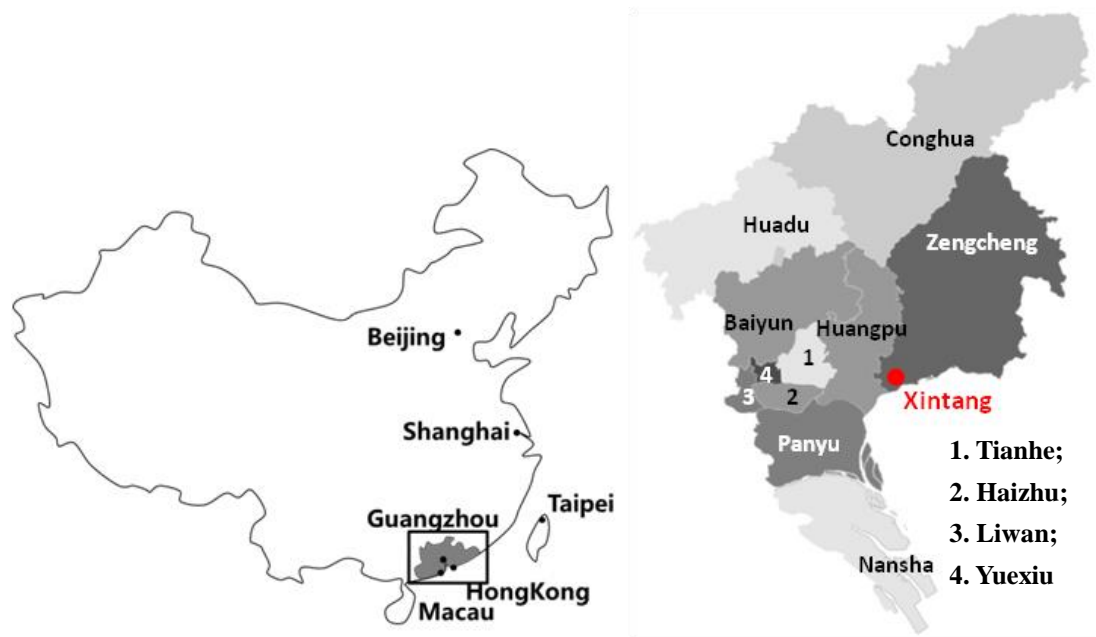 Beijing
Shanghai
Guangzhou
Taipei
HongKong
Macau
Conghua
Huadu
Zengcheng
Baiyun
Huangpu
1
4
3
2
Xintang
Panyu
Nansha
1. Tianhe;
2. Haizhu;
3. Liwan;
4. Yuexiu